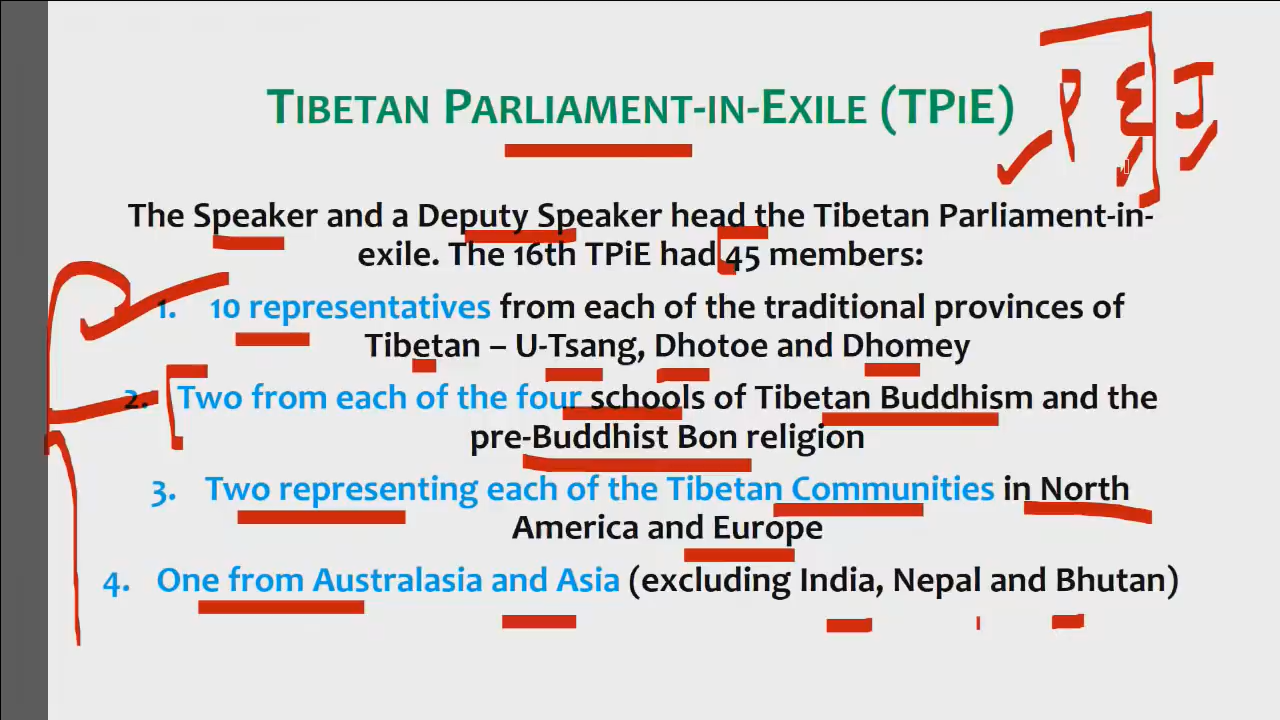 TIBETAN PARLIAMENT-IN-EXILE (TPiE)
The Speaker and a Deputy Speaker head the Tibetan Parliament-in-
exile. The 16th TPiE had 45 members:
1. 10 representatives from each of the traditional provinces of
Tibetan – U-Tsang, Dhotoe and Dhomey
2. Two from each of the four schools of Tibetan Buddhism and the
pre-Buddhist Bon religion
3. Two representing each of the Tibetan Communities in North
America and Europe
4. One from Australasia and Asia (excluding India, Nepal and Bhutan)